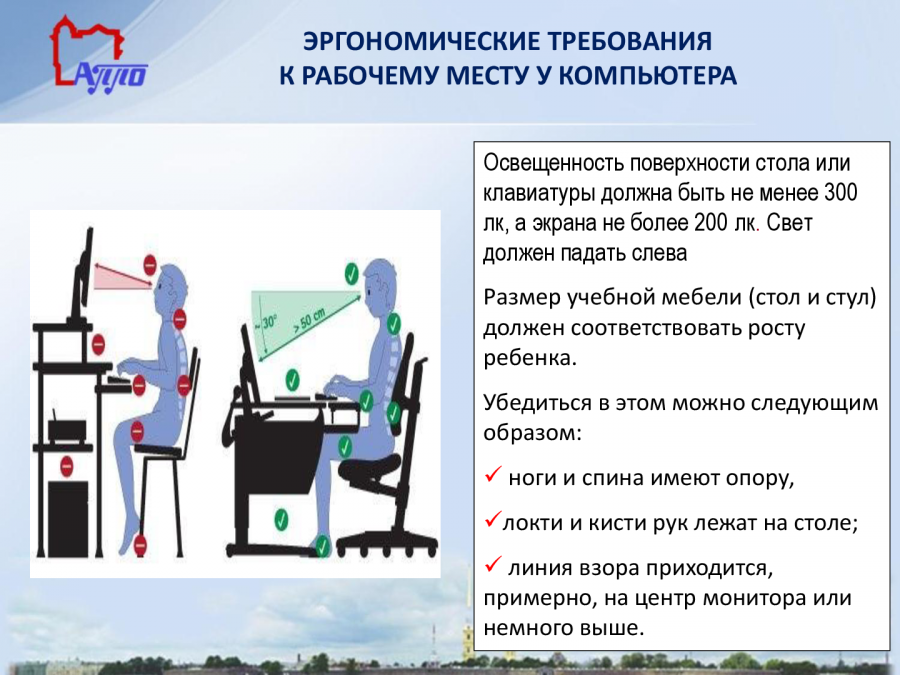 ЭРГОНОМИЧЕСКИЕ ТРЕБОВАНИЯ
К РАБОЧЕМУ МЕСТУ У КОМПЬЮТЕРА
Аппо
Освещенность поверхности стола или
клавиатуры должна быть не менее 300
лк, а экрана не более 200 лк. Свет
должен падать слева
Размер учебной мебели (стол и стул)
должен соответствовать росту
ребенка.
Убедиться в этом можно следующим
образом:
✓ ноги и спина имеют опору,
✓локти и кисти рук лежат на столе;
✓ линия взора приходится,
примерно, на центр монитора или
немного выше.
~ 30°
> 50 cm